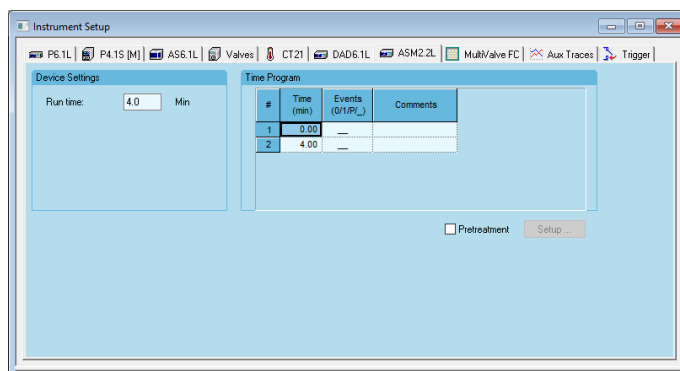 Instrument Setup
P6.1L P4.1S [M] AS6.1L Valves CT21 DAD6.1L ASM2.2L MultiValve FC Aux Traces Trigger
Device Settings
Run time: 4.0 Min
Time Program
# Time (min) Events (0/1/P/_) Comments
1 0.00 __
2 4.00 __
Pretreatment Setup ...